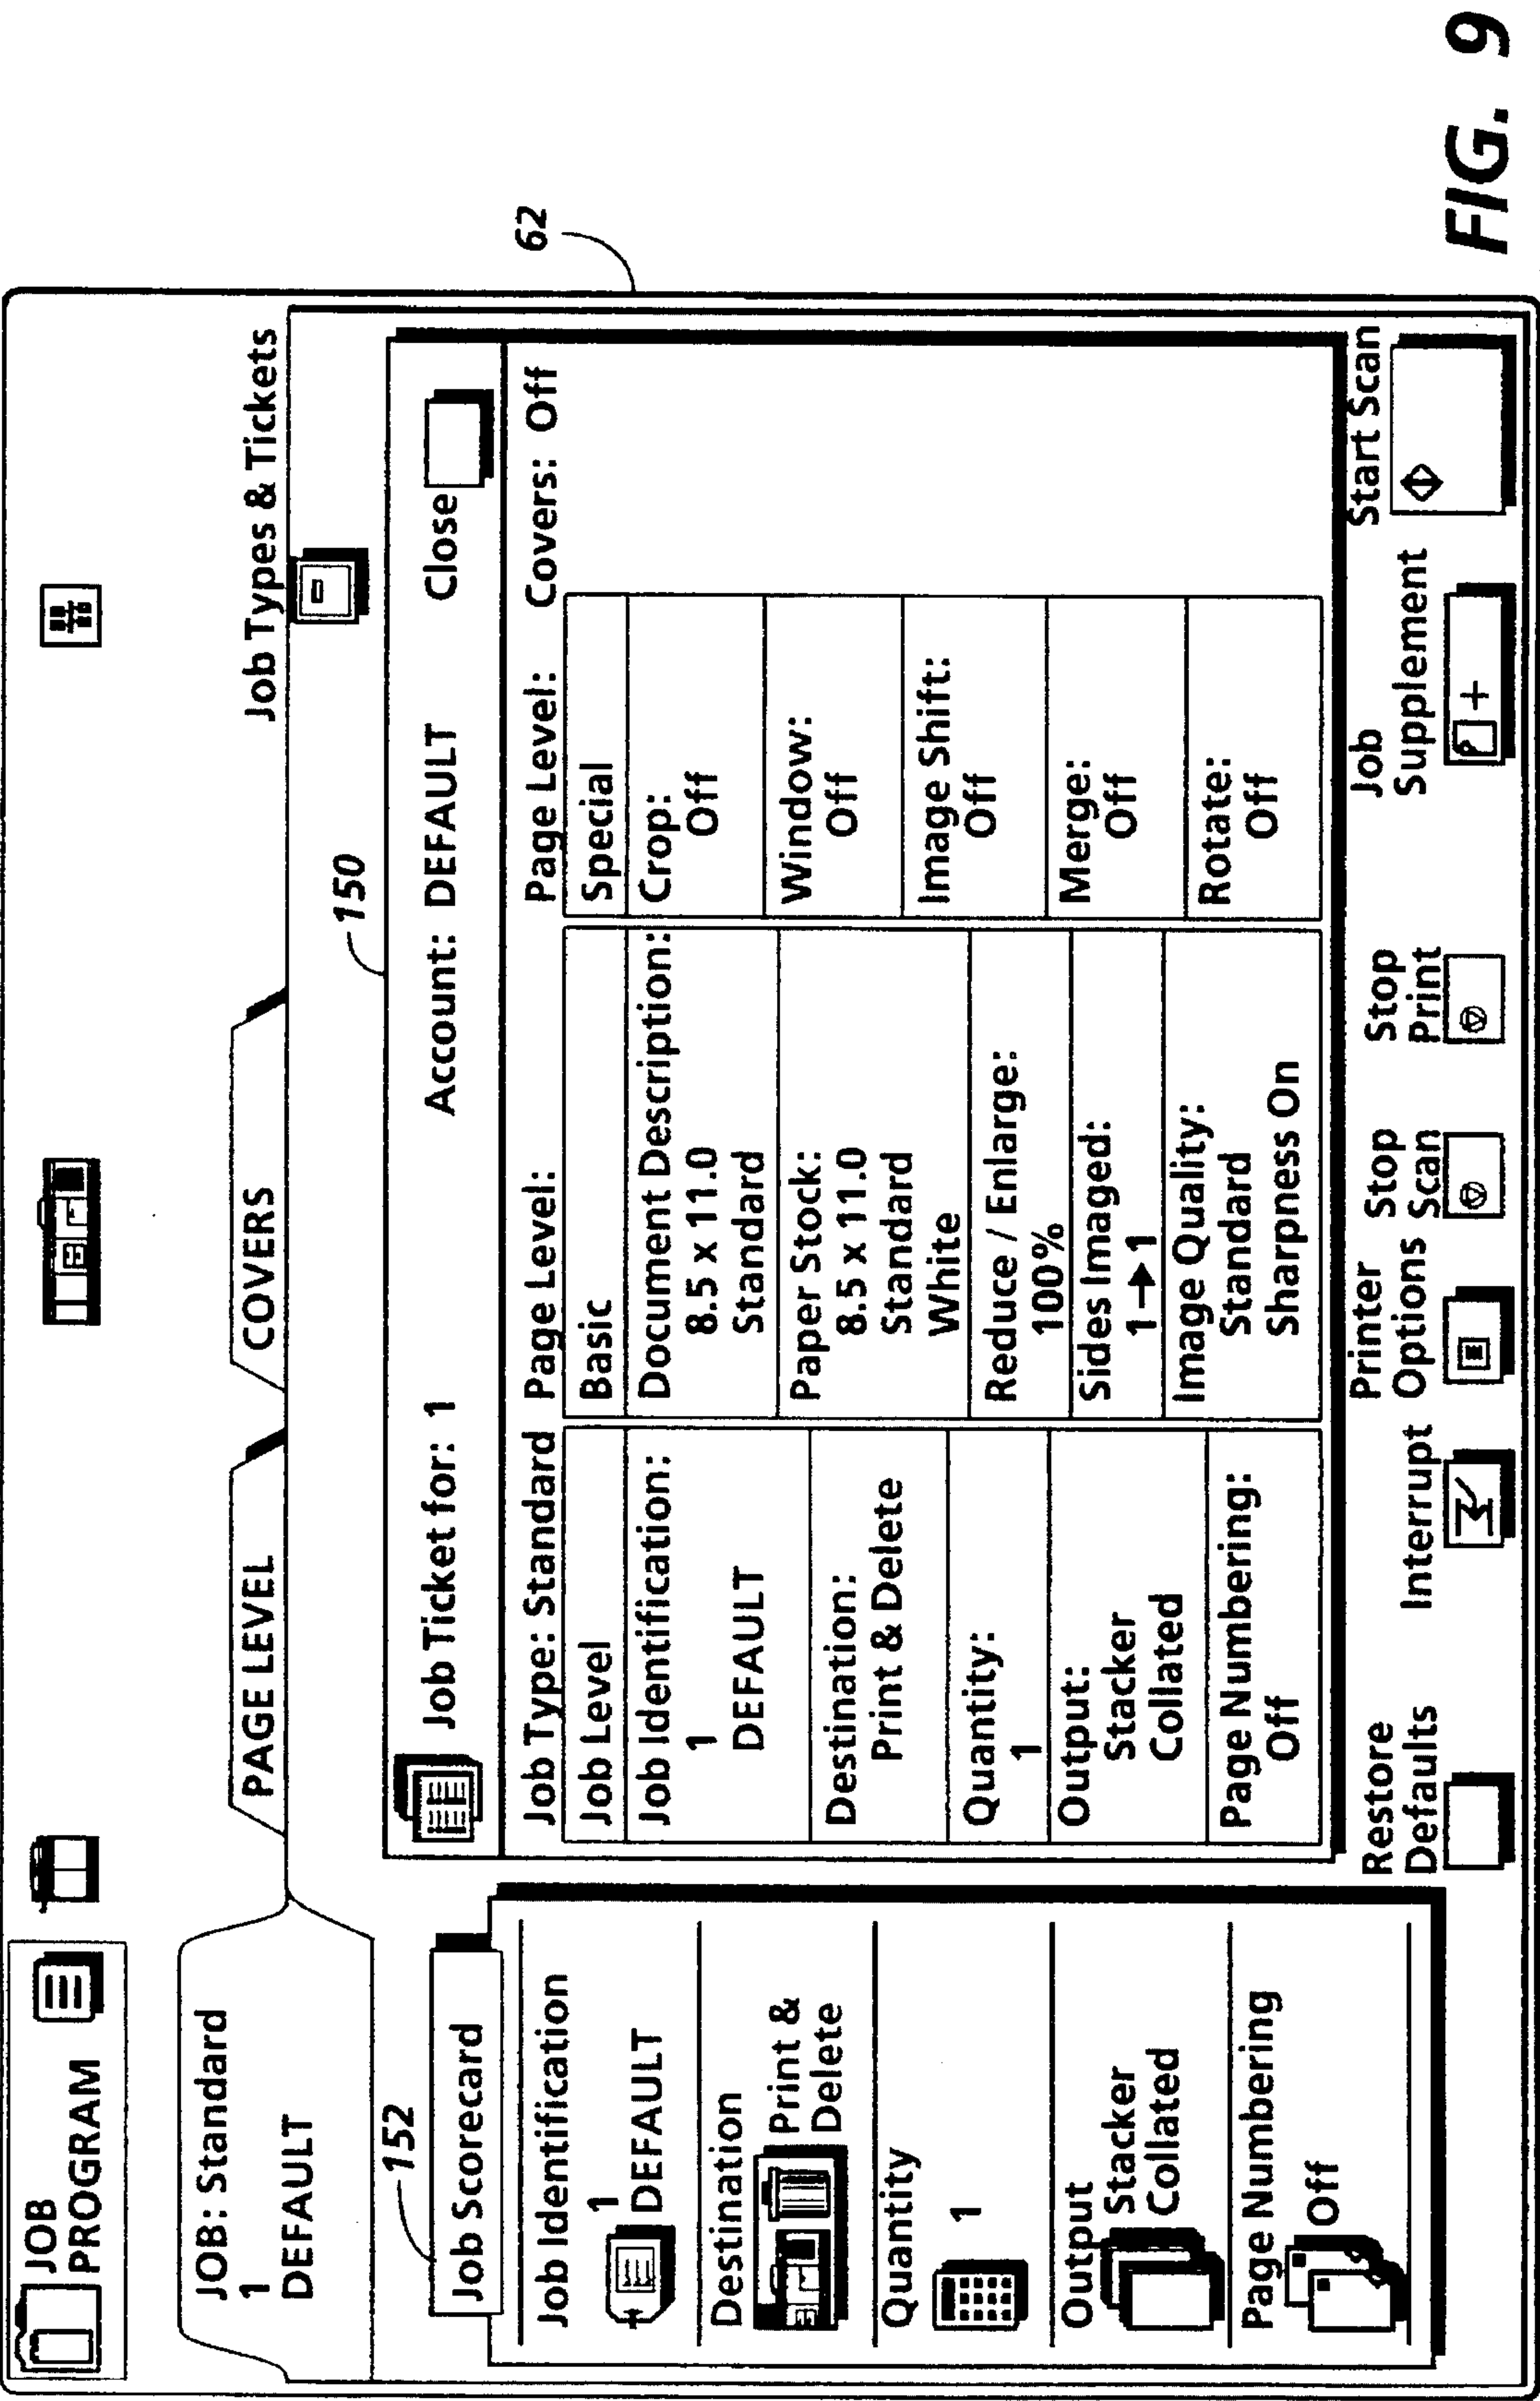 JOB
PROGRAM
JOB: Standard
1
DEFAULT
PAGE LEVEL
COVERS
Job Types & Tickets
152
Job Scorecard
Job Identification
1
DEFAULT
Destination
Print &
Delete
Quantity
1
Output
Stacker
Collated
Page Numbering
Off
150
62
Job Ticket for: 1
Account: DEFAULT
Close
Job Type: Standard
Job Level
Job Identification:
1
DEFAULT
Destination:
Print & Delete
Quantity:
1
Output:
Stacker
Collated
Page Numbering:
Off
Page Level:
Basic
Document Description:
8.5 x 11.0
Standard
Paper Stock:
8.5 x 11.0
Standard
White
Reduce / Enlarge:
100%
Sides Imaged:
1→1
Image Quality:
Standard
Sharpness On
Page Level:
Special
Crop:
Off
Window:
Off
Image Shift:
Off
Merge:
Off
Rotate:
Off
Covers: Off
Restore
Defaults
Interrupt
Printer
Options
Stop
Scan
Stop
Print
Job
Supplement
Start Scan
FIG. 9